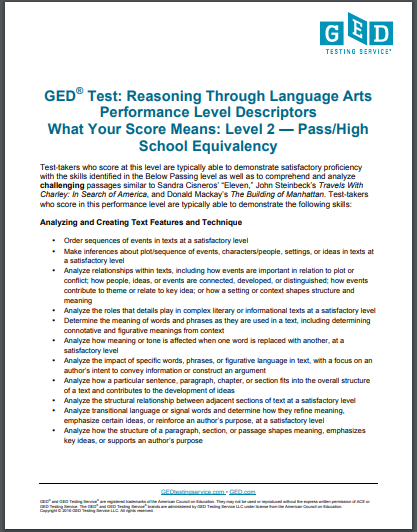 GED
TESTING SERVICE®
GED® Test: Reasoning Through Language Arts
Performance Level Descriptors
What Your Score Means: Level 2 — Pass/High
School Equivalency
Test-takers who score at this level are typically able to demonstrate satisfactory proficiency
with the skills identified in the Below Passing level as well as to comprehend and analyze
challenging passages similar to Sandra Cisneros' “Eleven,” John Steinbeck's Travels With
Charley: In Search of America, and Donald Mackay's The Building of Manhattan. Test-takers
who score in this performance level are typically able to demonstrate the following skills:
Analyzing and Creating Text Features and Technique
• Order sequences of events in texts at a satisfactory level
• Make inferences about plot/sequence of events, characters/people, settings, or ideas in texts at
a satisfactory level
• Analyze relationships within texts, including how events are important in relation to plot or
conflict; how people, ideas, or events are connected, developed, or distinguished; how events
contribute to theme or relate to key idea; or how a setting or context shapes structure and
meaning
• Analyze the roles that details play in complex literary or informational texts at a satisfactory level
• Determine the meaning of words and phrases as they are used in a text, including determining
connotative and figurative meanings from context
• Analyze how meaning or tone is affected when one word is replaced with another, at a
satisfactory level
• Analyze the impact of specific words, phrases, or figurative language in text, with a focus on an
author's intent to convey information or construct an argument
• Analyze how a particular sentence, paragraph, chapter, or section fits into the overall structure
of a text and contributes to the development of ideas
• Analyze the structural relationship between adjacent sections of text at a satisfactory level
• Analyze transitional language or signal words and determine how they refine meaning,
emphasize certain ideas, or reinforce an author's purpose, at a satisfactory level
• Analyze how the structure of a paragraph, section, or passage shapes meaning, emphasizes
key ideas, or supports an author's purpose
GEDtestingservice.com • GED.com
GED® and GED Testing Service® are registered trademarks of the American Council on Education. They may not be used or reproduced without the express written permission of ACE or
GED Testing Service. The GED® and GED Testing Service® brands are administered by GED Testing Service LLC under license from the American Council on Education.
Copyright © 2016 GED Testing Service LLC. All rights reserved.